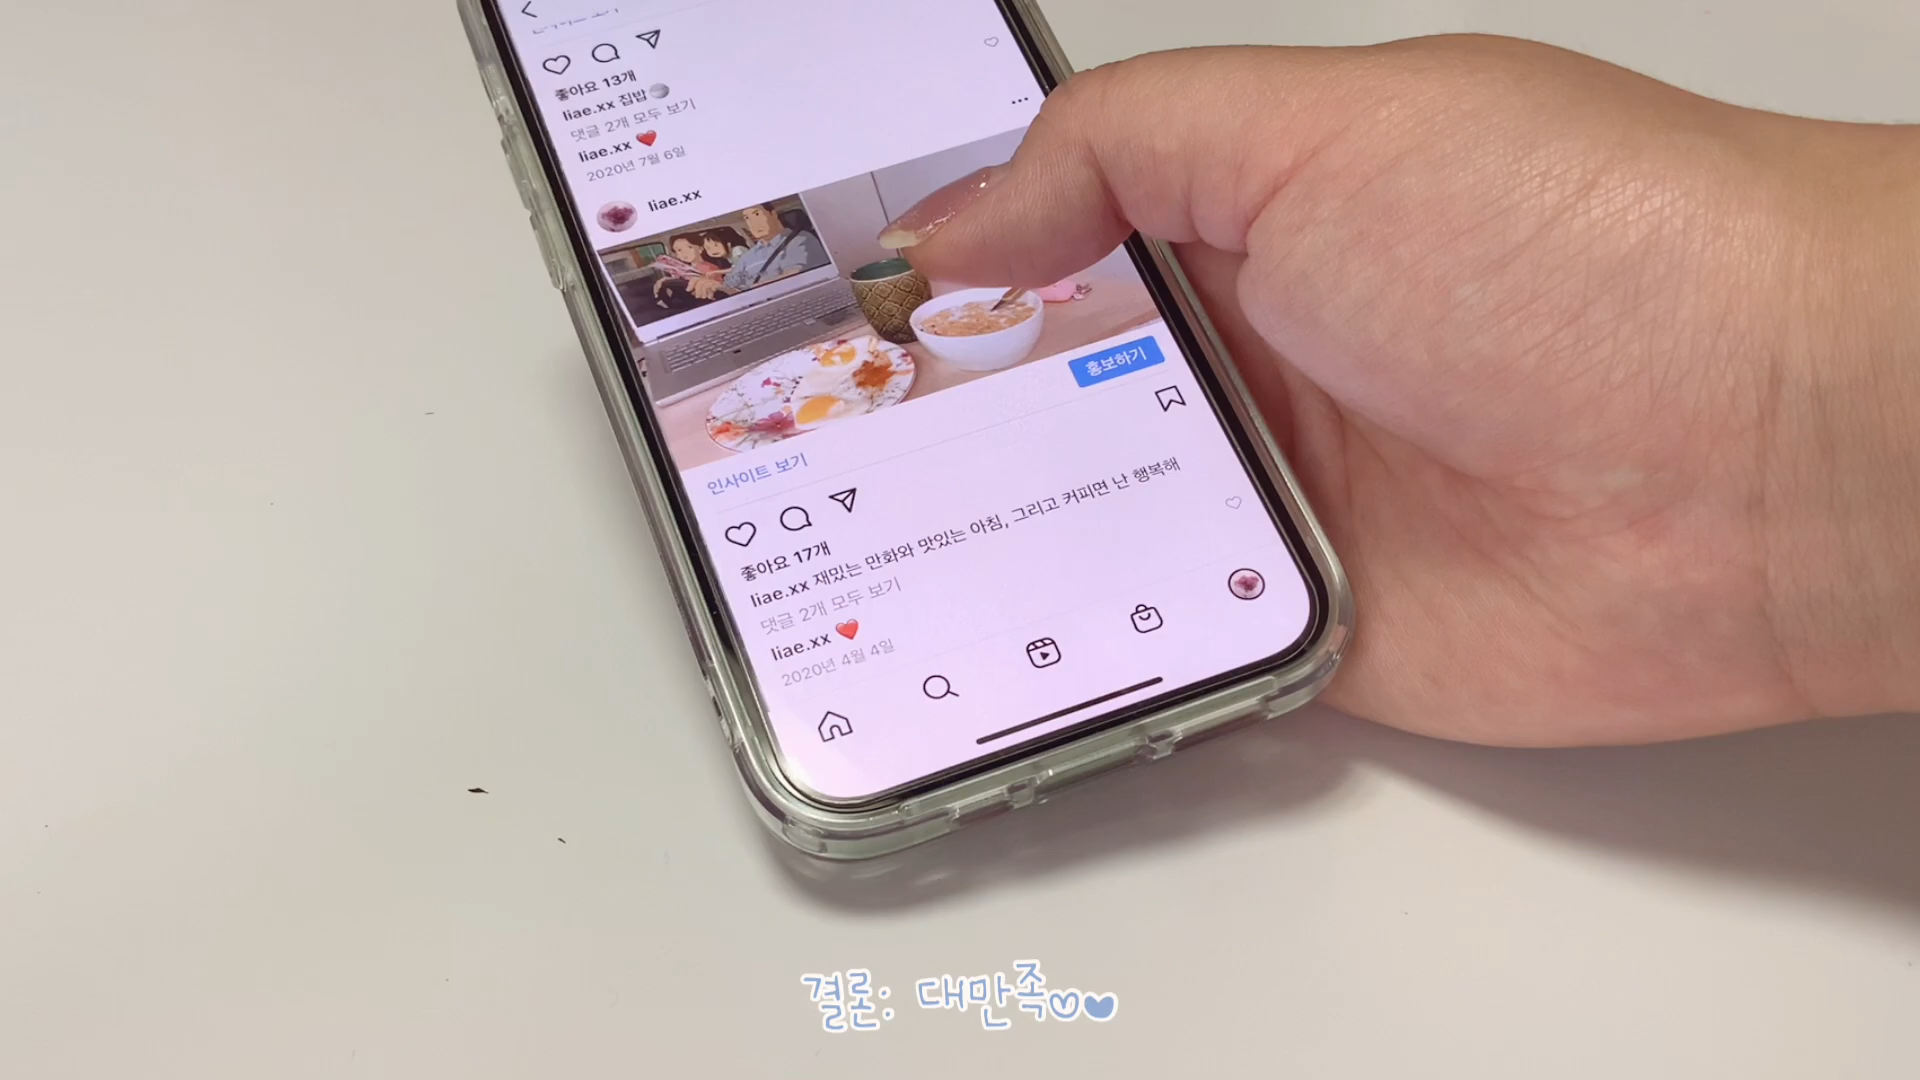 좋아요 13개
liae.xx 집밥
댓글 2개 모두 보기
liae.xx ❤️
2020년 7월 6일
liae.xx
홍보하기
인사이트 보기
좋아요 17개
liae.xx 재밌는 만화와 맛있는 아침, 그리고 커피면 난 행복해
댓글 2개 모두 보기
liae.xx ❤️
2020년 4월 4일
결론: 대만족